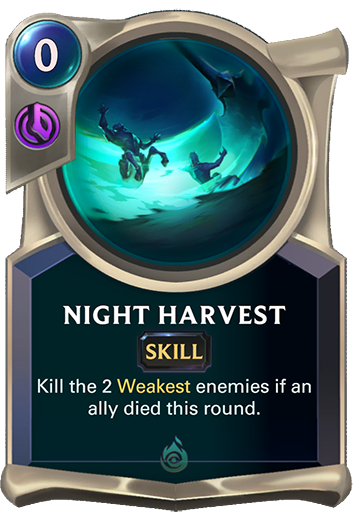 0
NIGHT HARVEST
SKILL
Kill the 2 Weakest enemies if an
ally died this round.